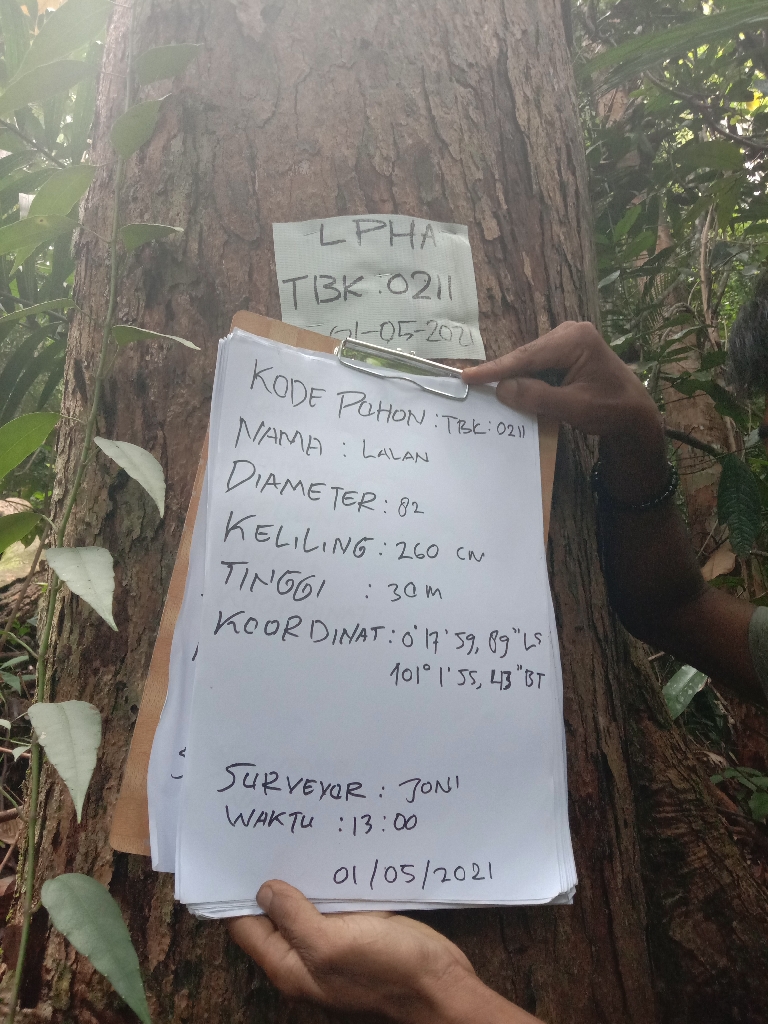 LPHA
TBK:0211
01-05-2021
KODE POHON : TBK: 0211
NAMA : LALAN
DIAMETER : 82
KELILING : 260 CM
TINGGI : 30 M
KOORDINAT : 0°17'59,89" LS
101° 1'55,43" BT
SURVEYOR : JONI
WAKTU : 13:00
01/05/2021